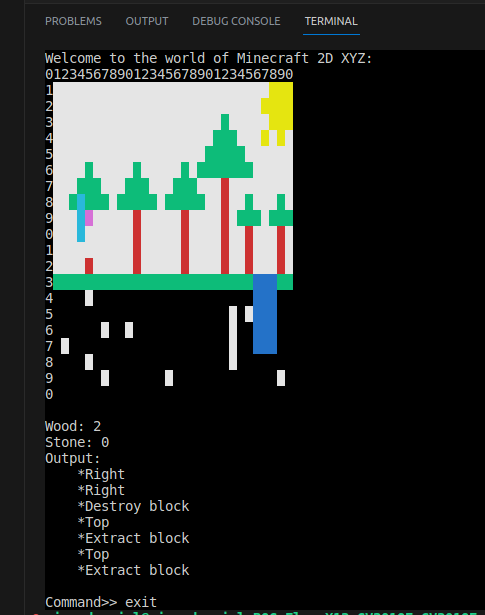 PROBLEMS OUTPUT DEBUG CONSOLE TERMINAL
Welcome to the world of Minecraft 2D XYZ:
0123456789012345678901234567890
1
2
3
4
5
6
7
8
9
0
1
2
3
4
5
6
7
8
9
0
Wood: 2
Stone: 0
Output:
*Right
*Right
*Destroy block
*Top
*Extract block
*Top
*Extract block
Command>> exit